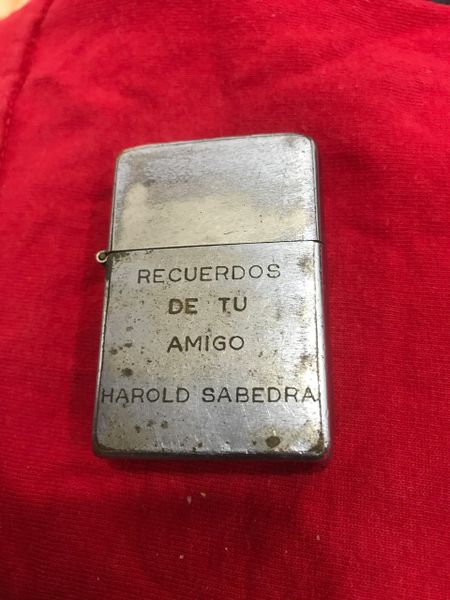 RECUERDOS
DE TU
AMIGO
HAROLD SABEDRA